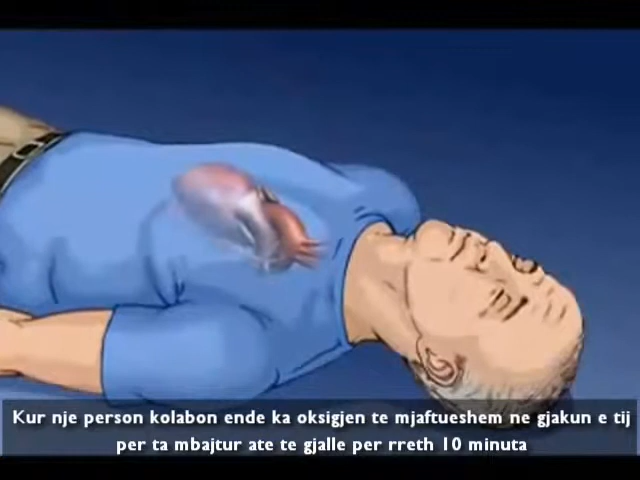 Kur nje person kolabon ende ka oksigjen te mjaftueshem ne gjakun e tij
per ta mbajtur ate te gjalle per rreth 10 minuta